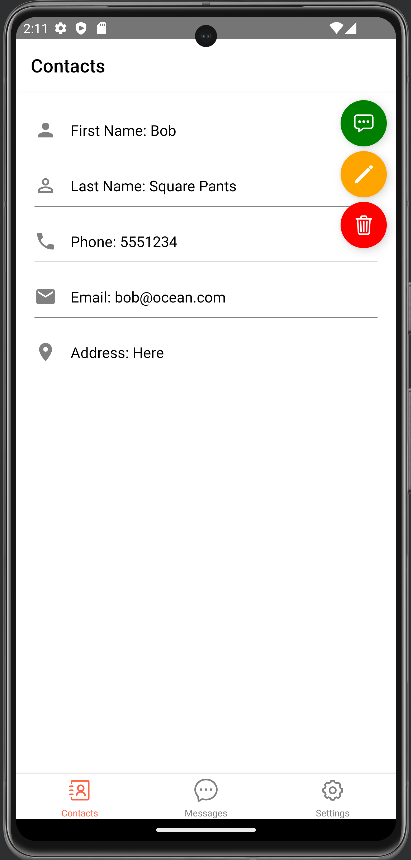 2:11
Contacts
First Name: Bob
Last Name: Square Pants
Phone: 5551234
Email: bob@ocean.com
Address: Here
Contacts
Messages
Settings